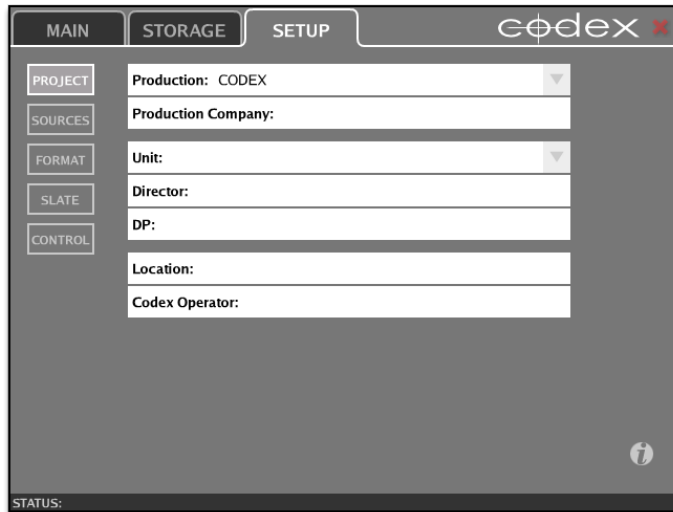 MAIN STORAGE SETUP codex
PROJECT
Production: CODEX
Production Company:
SOURCES
FORMAT
Unit:
Director:
SLATE
DP:
CONTROL
Location:
Codex Operator:
i
STATUS: